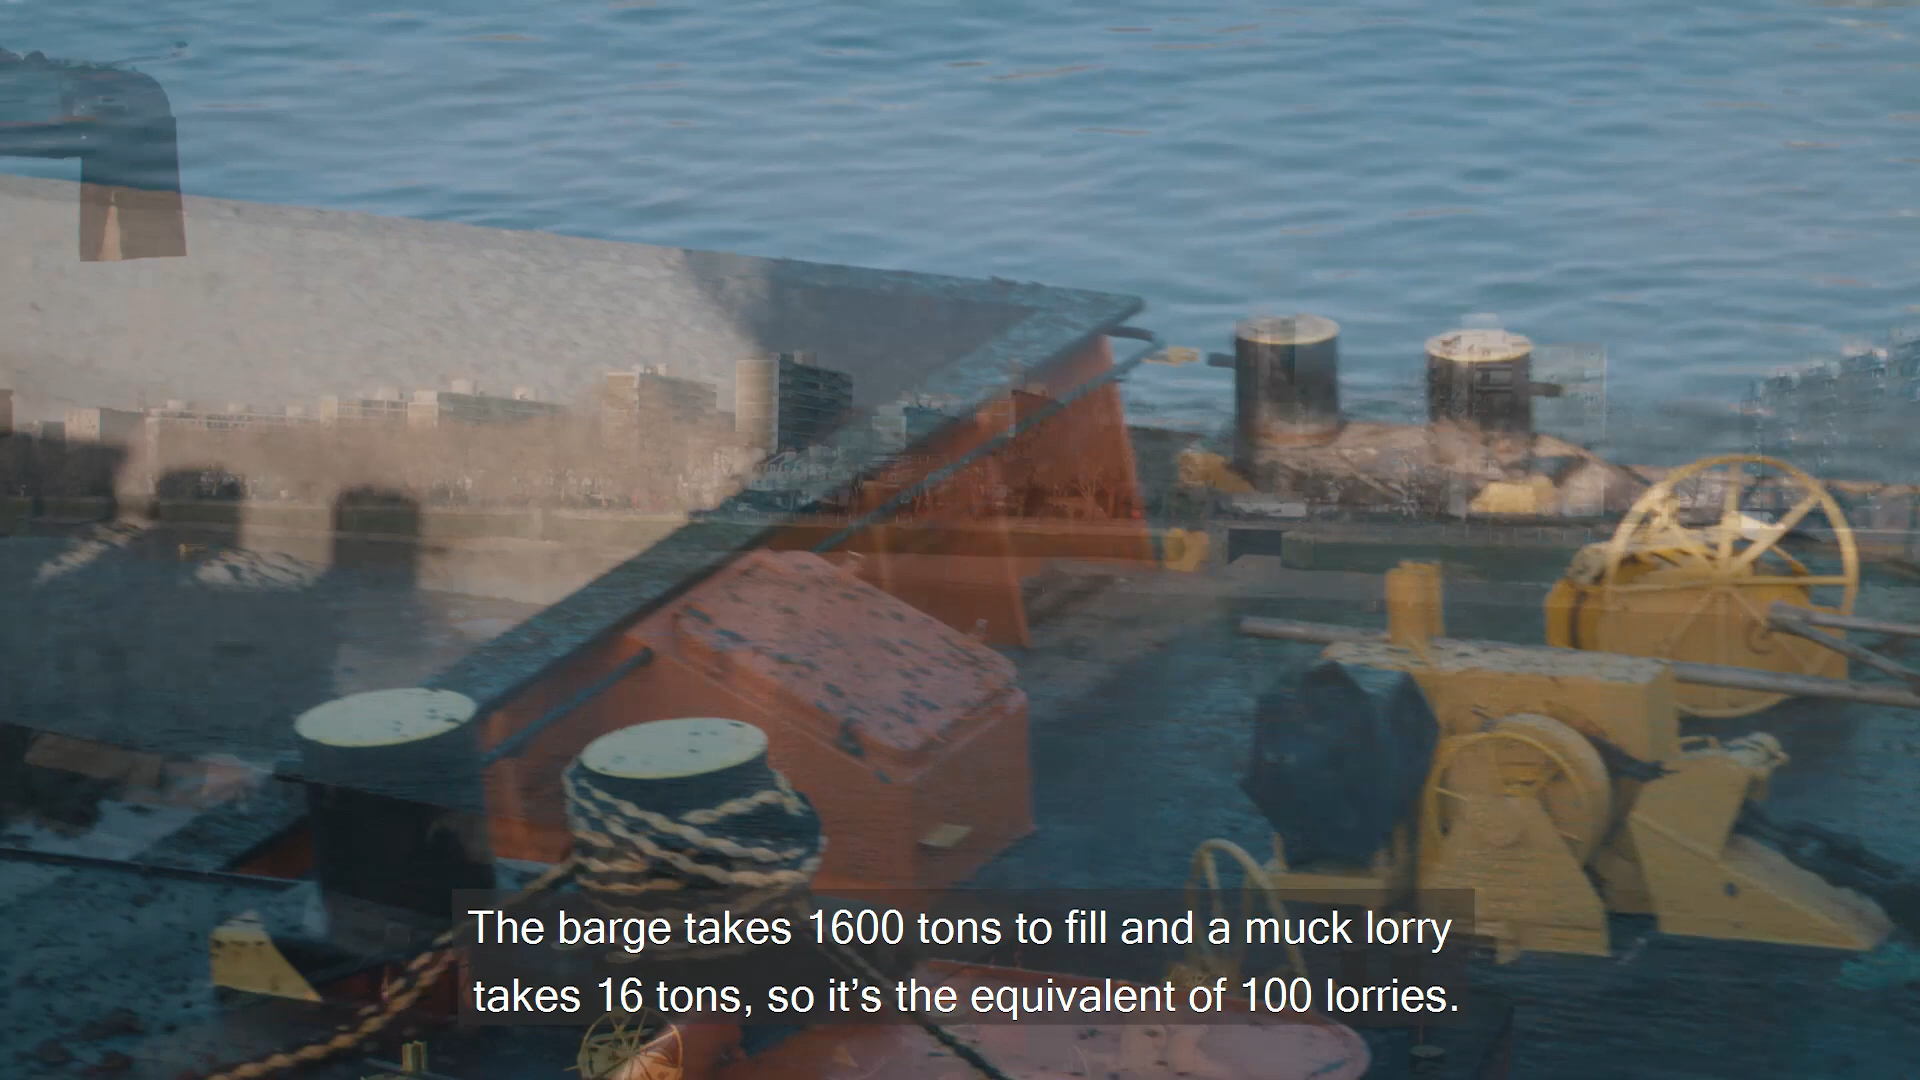 The barge takes 1600 tons to fill and a muck lorry
takes 16 tons, so it’s the equivalent of 100 lorries.